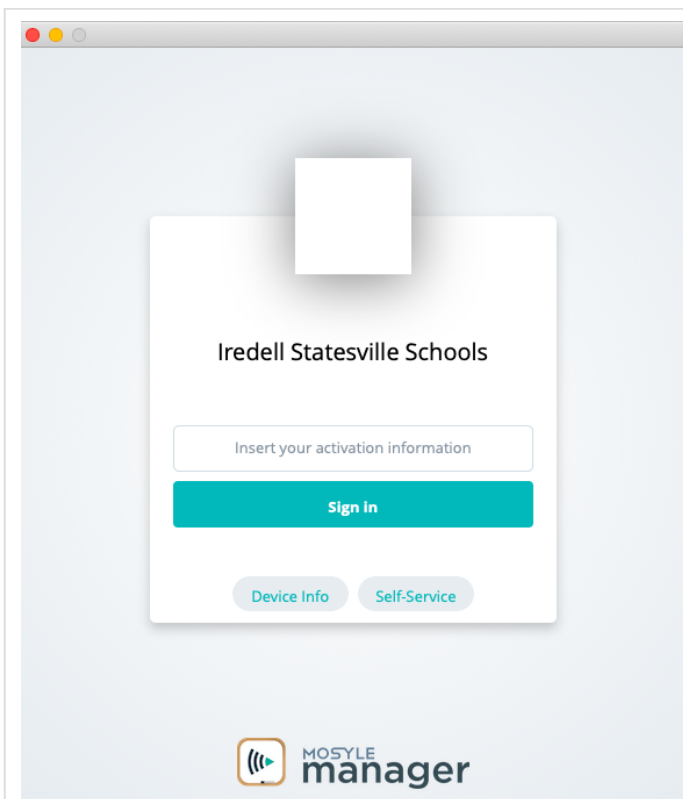 Iredell Statesville Schools
Insert your activation information
Sign in
Device Info Self-Service
MOSYLE
manager